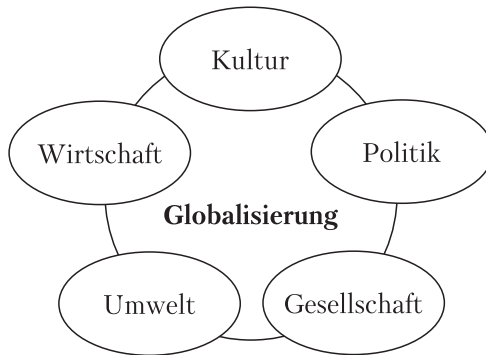 Kultur
Wirtschaft
Politik
Globalisierung
Umwelt
Gesellschaft